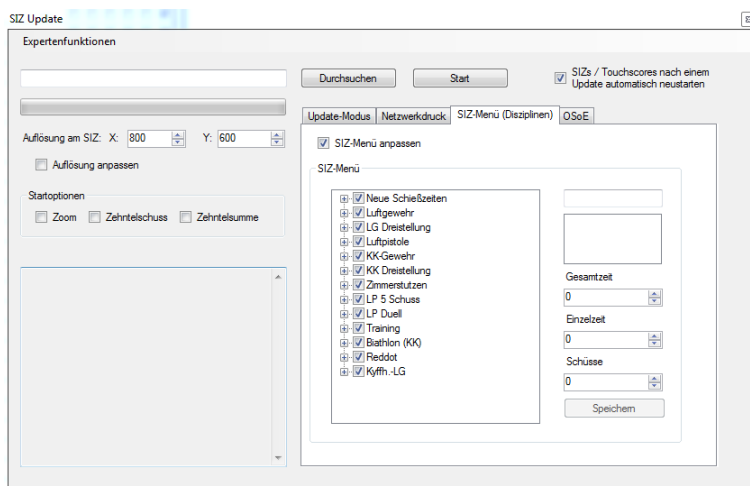 SIZ Update
Expertenfunktionen
Durchsuchen
Start
SIZs / Touchscores nach einem
Update automatisch neustarten
Auflösung am SIZ: X: 800 Y: 600
Auflösung anpassen
Startoptionen
Zoom Zehntelschuss Zehntelsumme
Update-Modus Netzwerkdruck SIZ-Menü (Disziplinen) OSoE
SIZ-Menü anpassen
SIZ-Menü
Neue Schießzeiten
Luftgewehr
LG Dreistellung
Luftpistole
KK-Gewehr
KK Dreistellung
Zimmerstutzen
LP 5 Schuss
LP Duell
Training
Biathlon (KK)
Reddot
Kyffh.-LG
Gesamtzeit
0
Einzelzeit
0
Schüsse
0
Speichern